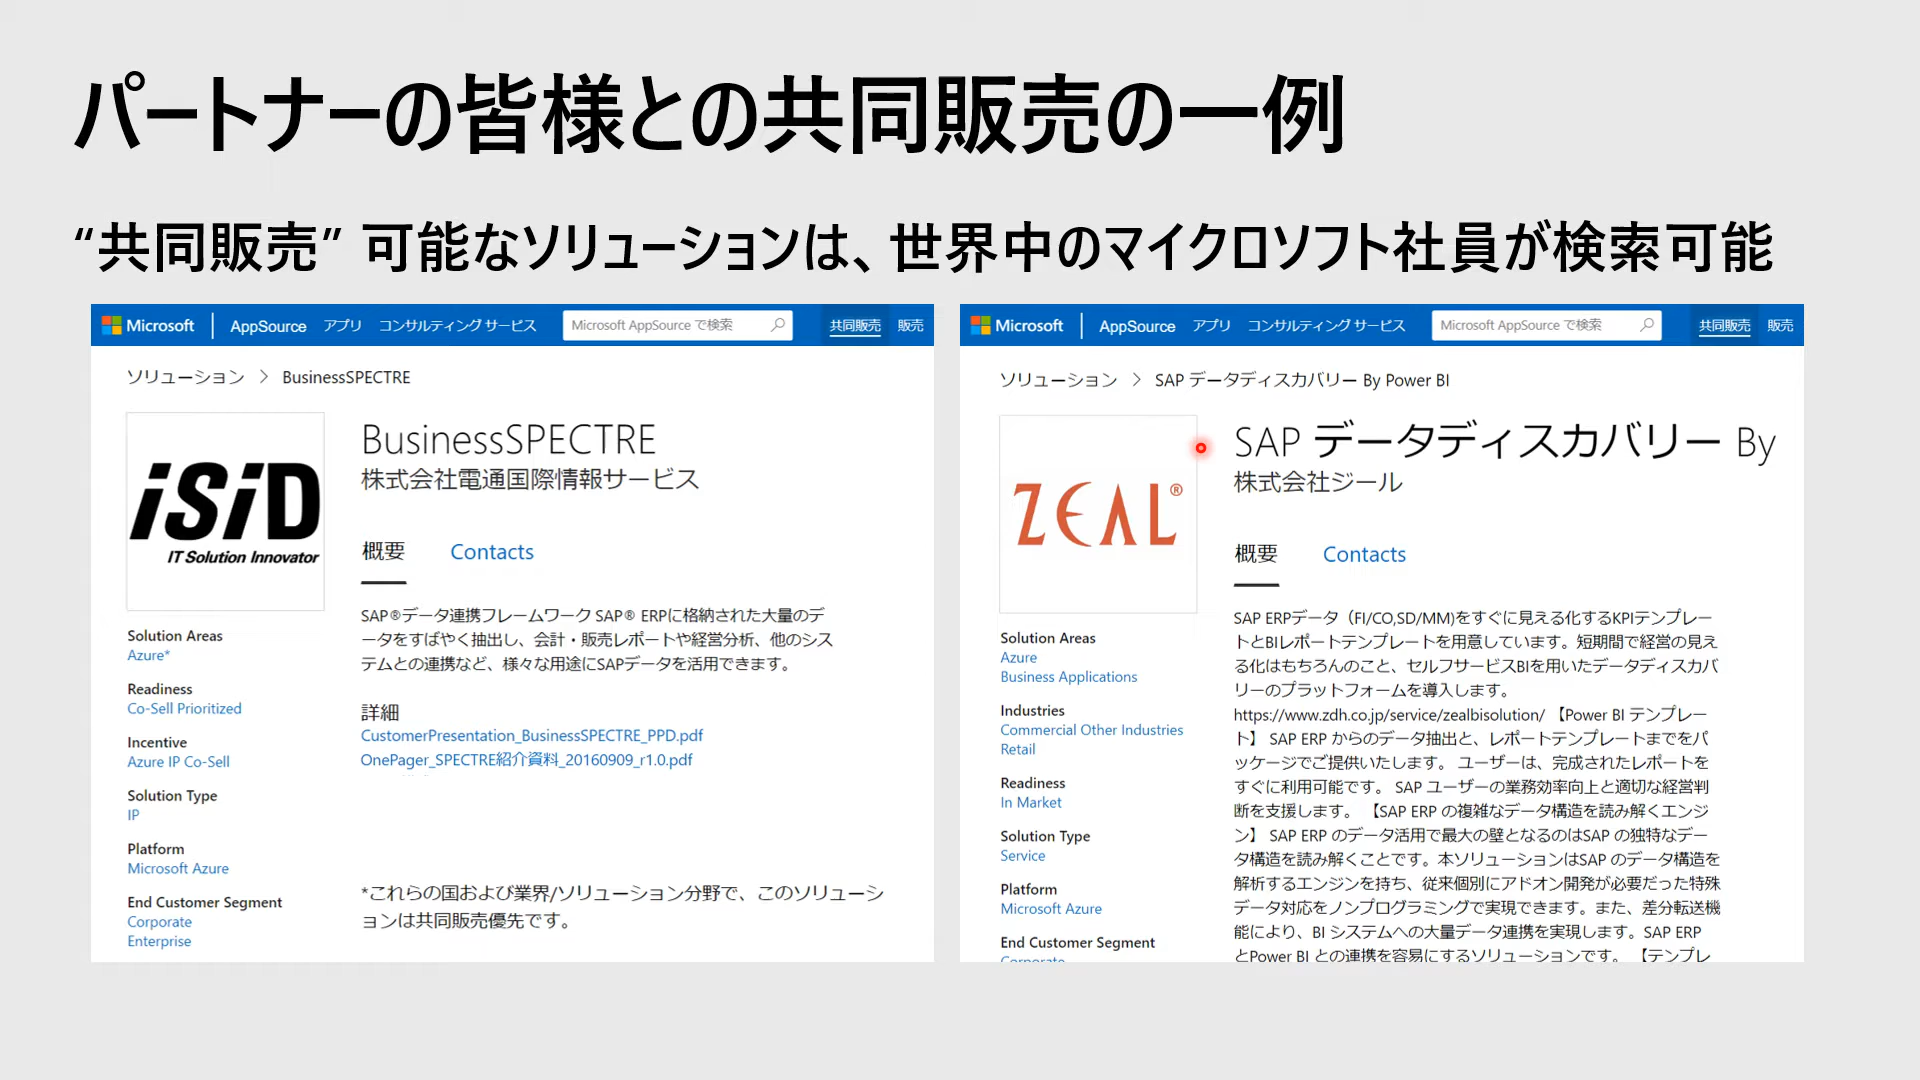 パートナーの皆様との共同販売の一例
“共同販売” 可能なソリューションは、世界中のマイクロソフト社員が検索可能
Microsoft AppSource アプリ コンサルティング サービス Microsoft AppSource で検索 共同販売 販売
ソリューション > BusinessSPECTRE
iSiD
IT Solution Innovator
BusinessSPECTRE
株式会社電通国際情報サービス
概要 Contacts
SAP®データ連携フレームワーク SAP® ERPに格納された大量のデ
ータをすばやく抽出し、会計・販売レポートや経営分析、他のシス
テムとの連携など、様々な用途にSAPデータを活用できます。
詳細
CustomerPresentation_BusinessSPECTRE_PPD.pdf
OnePager_SPECTRE紹介資料_20160909_r1.0.pdf
*これらの国および業界/ソリューション分野で、このソリューシ
ョンは共同販売優先です。
Solution Areas
Azure*
Readiness
Co-Sell Prioritized
Incentive
Azure IP Co-Sell
Solution Type
IP
Platform
Microsoft Azure
End Customer Segment
Corporate
Enterprise
Microsoft AppSource アプリ コンサルティング サービス Microsoft AppSource で検索 共同販売 販売
ソリューション > SAP データディスカバリー By Power BI
ZEAL®
SAP データディスカバリー By
株式会社ジール
概要 Contacts
SAP ERPデータ（FI/CO,SD/MM)をすぐに見える化するKPIテンプレー
トとBIレポートテンプレートを用意しています。短期間で経営の見え
る化はもちろんのこと、セルフサービスBIを用いたデータディスカバ
リーのプラットフォームを導入します。
https://www.zdh.co.jp/service/zealbisolution/ 【Power BI テンプレー
ト】 SAP ERP からのデータ抽出と、レポートテンプレートまでをパ
ッケージでご提供いたします。 ユーザーは、完成されたレポートを
すぐに利用可能です。 SAP ユーザーの業務効率向上と適切な経営判
断を支援します。 【SAP ERP の複雑なデータ構造を読み解くエンジ
ン】 SAP ERP のデータ活用で最大の壁となるのはSAP の独特なデー
タ構造を読み解くことです。本ソリューションはSAP のデータ構造を
解析するエンジンを持ち、従来個別にアドオン開発が必要だった特殊
データ対応をノンプログラミングで実現できます。また、差分転送機
能により、BI システムへの大量データ連携を実現します。SAP ERP
とPower BI との連携を容易にするソリューションです。 【テンプレ
Solution Areas
Azure
Business Applications
Industries
Commercial Other Industries
Retail
Readiness
In Market
Solution Type
Service
Platform
Microsoft Azure
End Customer Segment
Corporate